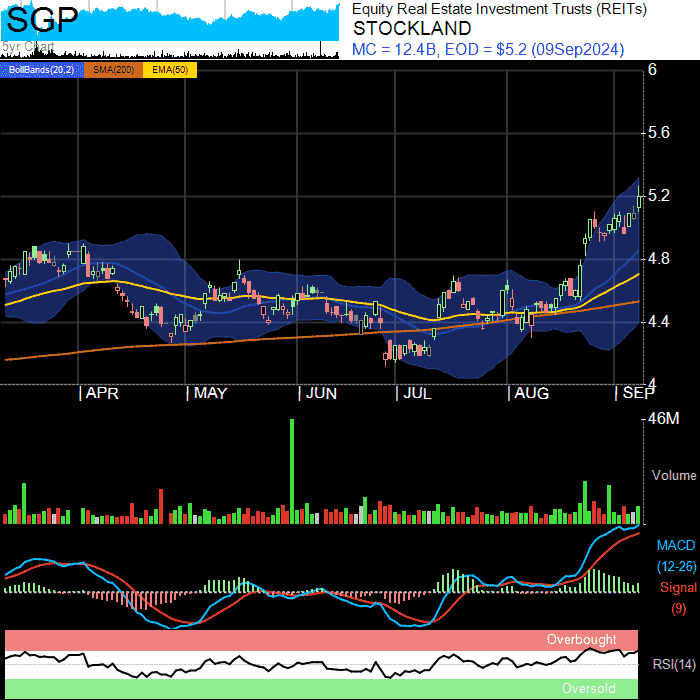 SGP
5yr Chart
Equity Real Estate Investment Trusts (REITs)
STOCKLAND
MC = 12.4B, EOD = $5.2 (09Sep2024)
BollBands(20,2) SMA(200) EMA(50)
6
5.6
5.2
4.8
4.4
4
APR MAY JUN JUL AUG SEP
46M
Volume
MACD
(12-26)
Signal
(9)
Overbought
RSI(14)
Oversold